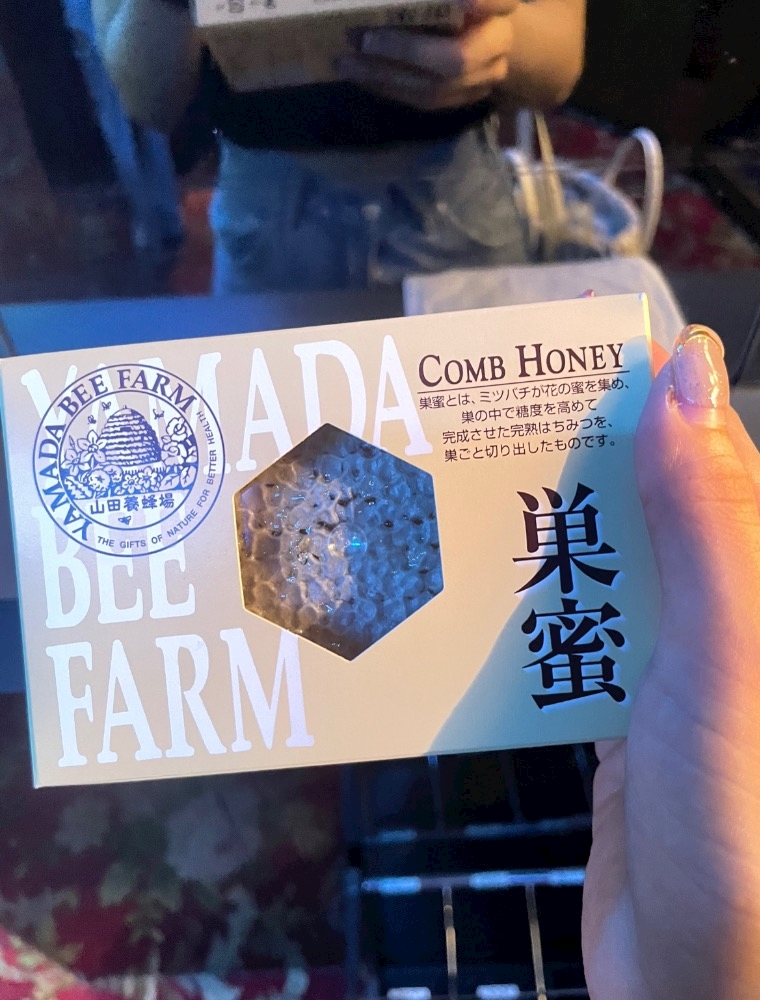 YAMADA
BEE
FARM
YAMADA BEE FARM
山田養蜂場
THE GIFTS OF NATURE FOR BETTER HEALTH
COMB HONEY
巣蜜とは、ミツバチが花の蜜を集め、
巣の中で糖度を高めて
完成させた完熟はちみつを、
巣ごと切り出したものです。
巣蜜